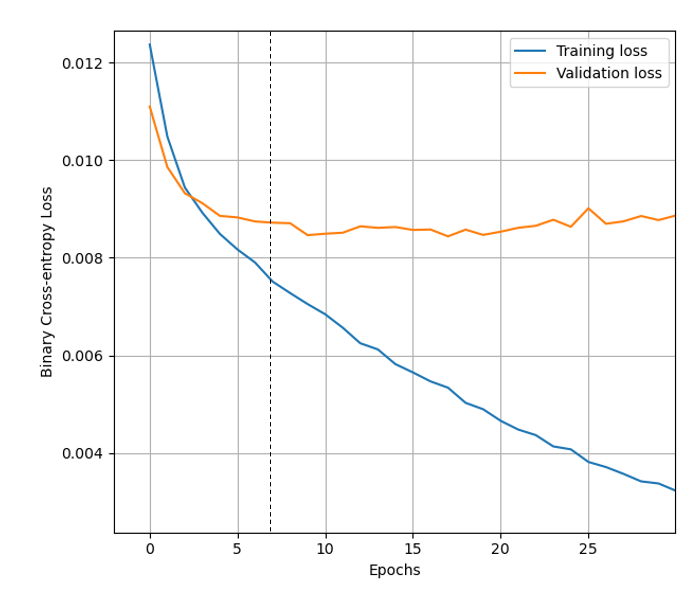 Training loss
Validation loss
0.012
0.010
0.008
0.006
0.004
Binary Cross-entropy Loss
0 5 10 15 20 25
Epochs